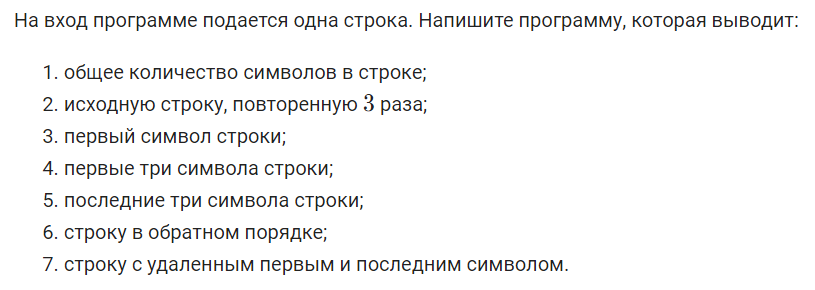 На вход программе подается одна строка. Напишите программу, которая выводит:
1. общее количество символов в строке;
2. исходную строку, повторенную 3 раза;
3. первый символ строки;
4. первые три символа строки;
5. последние три символа строки;
6. строку в обратном порядке;
7. строку с удаленным первым и последним символом.